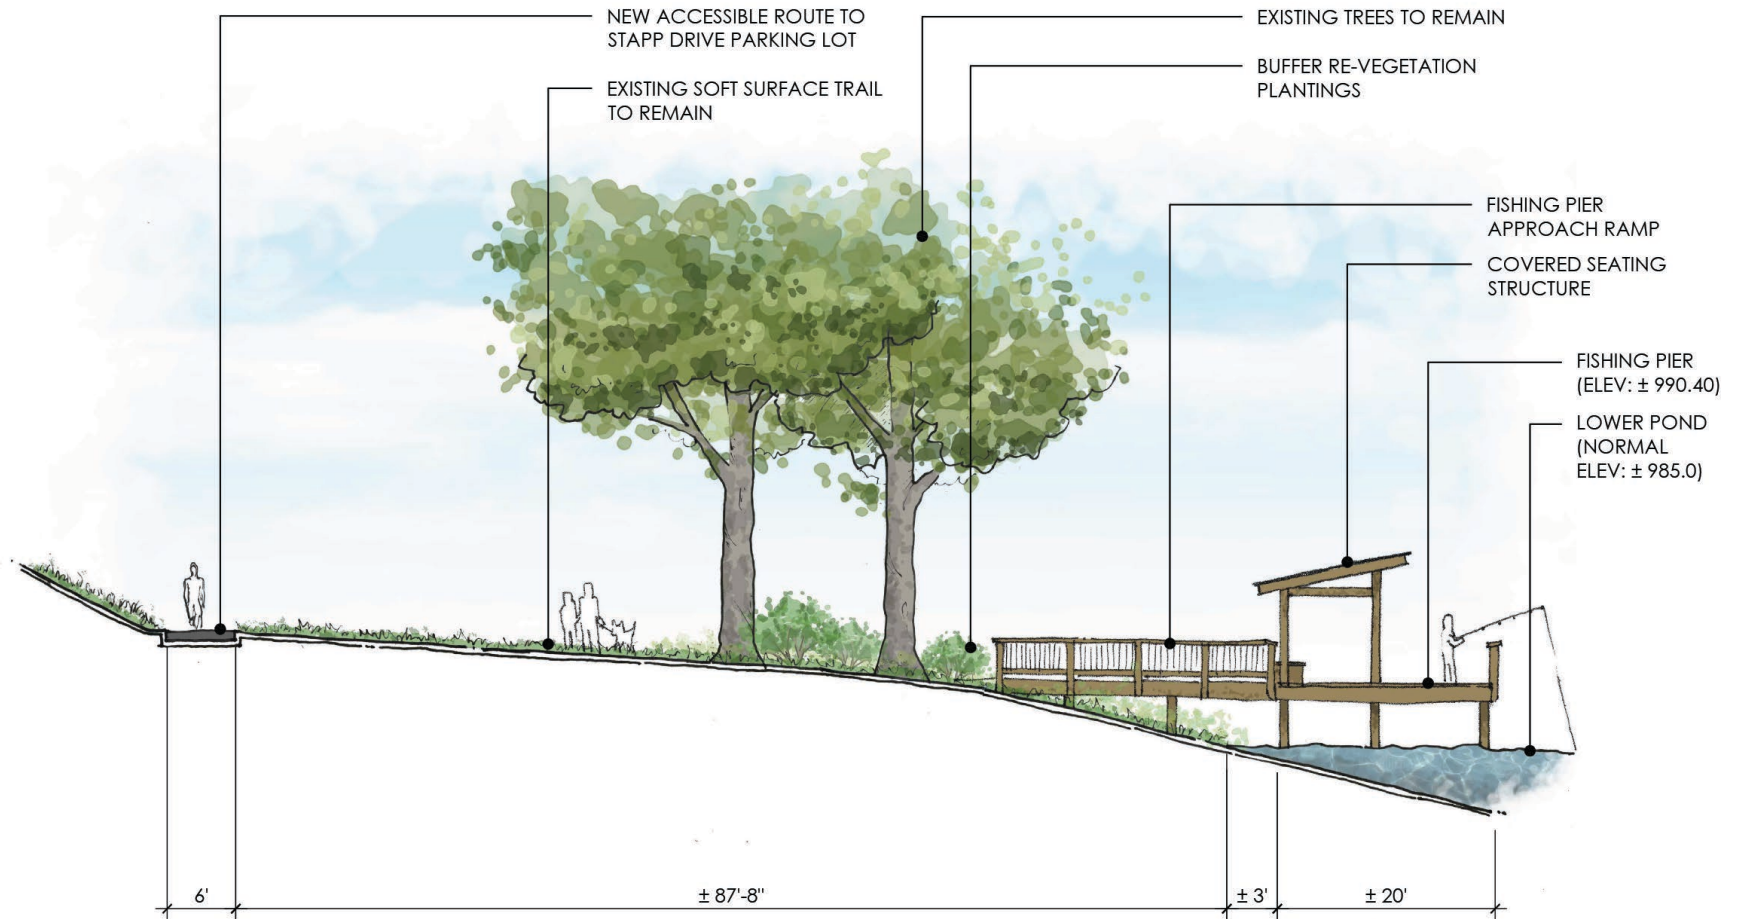 NEW ACCESSIBLE ROUTE TO
STAPP DRIVE PARKING LOT
EXISTING SOFT SURFACE TRAIL
TO REMAIN
EXISTING TREES TO REMAIN
BUFFER RE-VEGETATION
PLANTINGS
FISHING PIER
APPROACH RAMP
COVERED SEATING
STRUCTURE
FISHING PIER
(ELEV: ± 990.40)
LOWER POND
(NORMAL
ELEV: ± 985.0)
6'
± 87'-8"
± 3'
± 20'